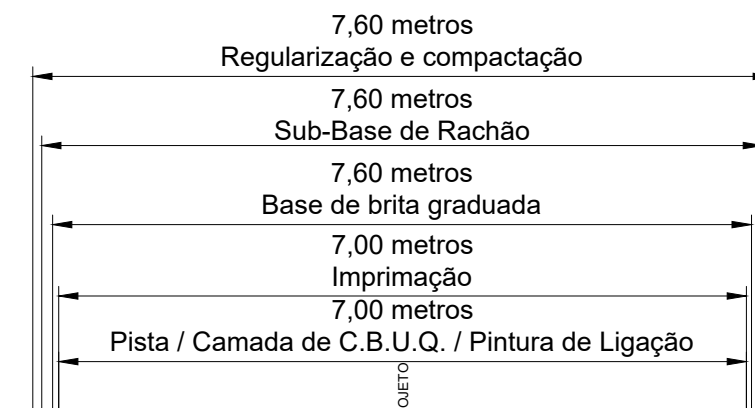 7,60 metros
Regularização e compactação
7,60 metros
Sub-Base de Rachão
7,60 metros
Base de brita graduada
7,00 metros
Imprimação
7,00 metros
Pista / Camada de C.B.U.Q. / Pintura de Ligação
OJETO